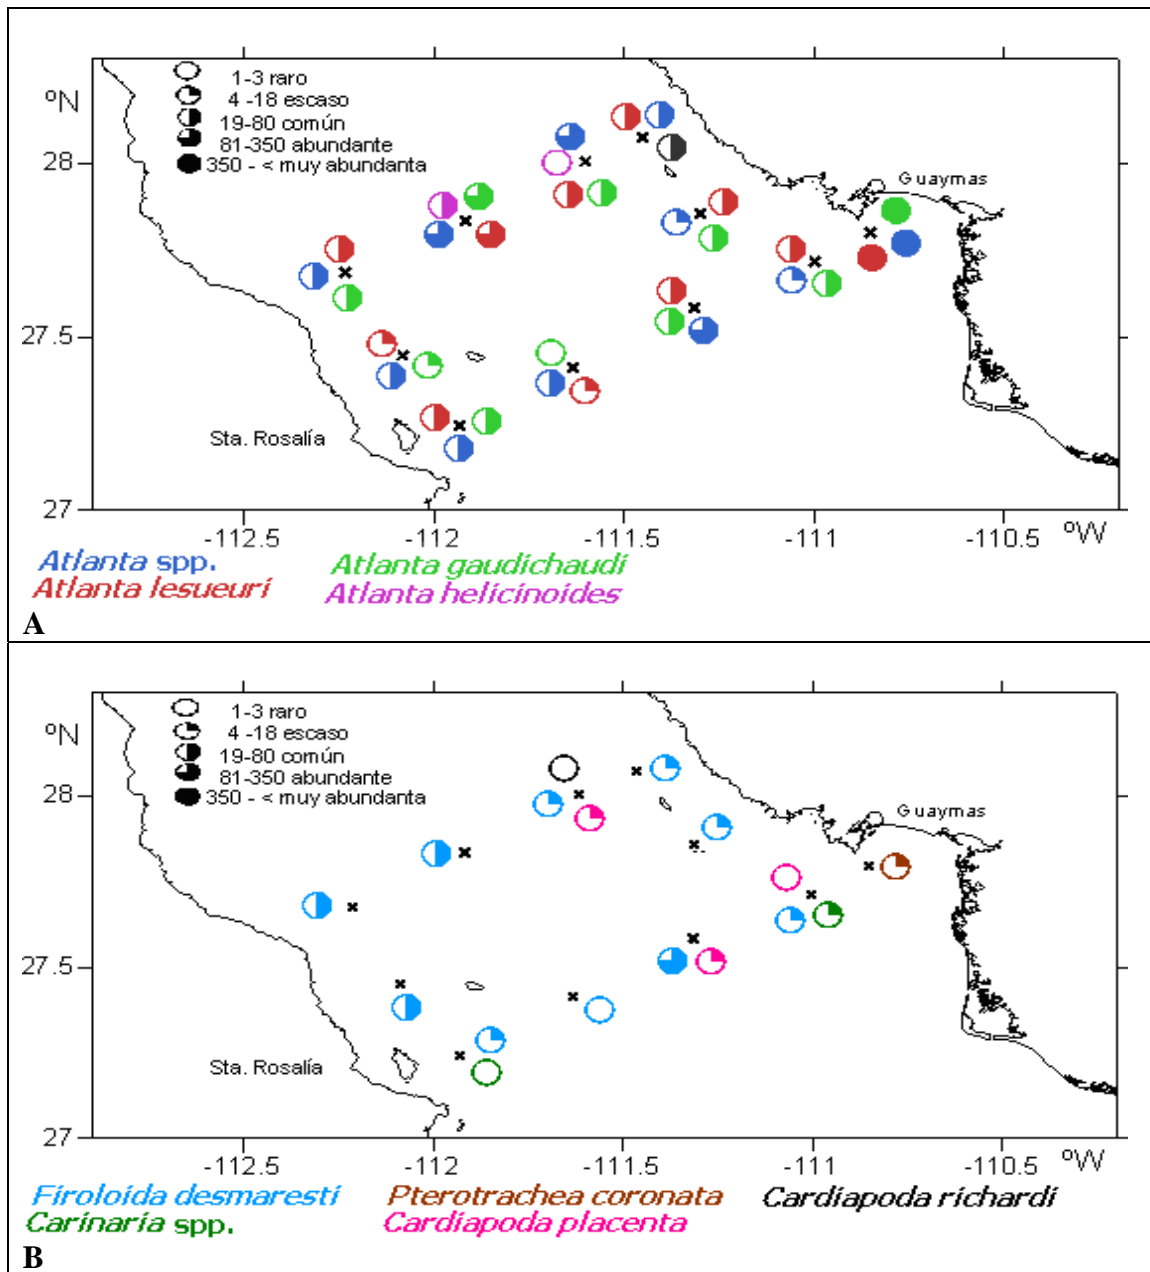 1-3 raro
4 -18 escaso
19-80 común
81-350 abundante
350 - < muy abundanta
ºN
28
27.5
27
Guaymas
Sta. Rosalía
-112.5 -112 -111.5 -111 -110.5 ºW
Atlanta spp. Atlanta gaudichaudi
Atlanta lesueuri Atlanta helicinoides
A
1-3 raro
4 -18 escaso
19-80 común
81-350 abundante
350 - < muy abundanta
ºN
28
27.5
27
Guaymas
Sta. Rosalía
-112.5 -112 -111.5 -111 -110.5 ºW
Firoloida desmaresti Pterotrachea coronata Cardiapoda richardi
Carinaria spp. Cardiapoda placenta
B